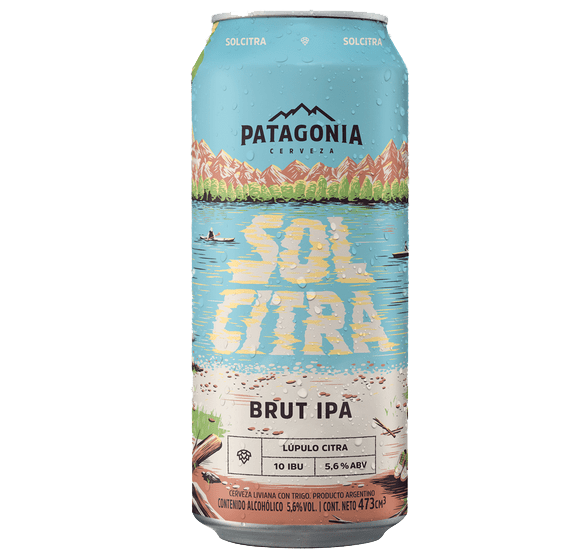 SOLCITRA SOLCITRA
PATAGONIA
CERVEZA
SOL
CITRA
BRUT IPA
LÚPULO CITRA
10 IBU 5,6 % ABV
CERVEZA LIVIANA CON TRIGO. PRODUCTO ARGENTINO
CONTENIDO ALCOHÓLICO 5,6%VOL. | CONT. NETO 473CM³